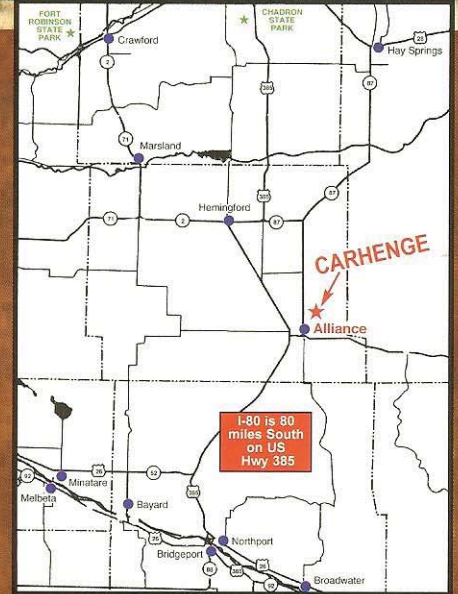 FORT
ROBINSON
STATE
PARK
CHADRON
STATE
PARK
Crawford
Hay Springs
20
2
385
87
71
Marsland
Hemingford
385
87
71
2
87
CARHENGE
Alliance
I-80 is 80
miles South
on US
Hwy 385
92
Minatare
26
52
Melbeta
385
Bayard
26
Northport
Bridgeport
88
385
26
92
Broadwater